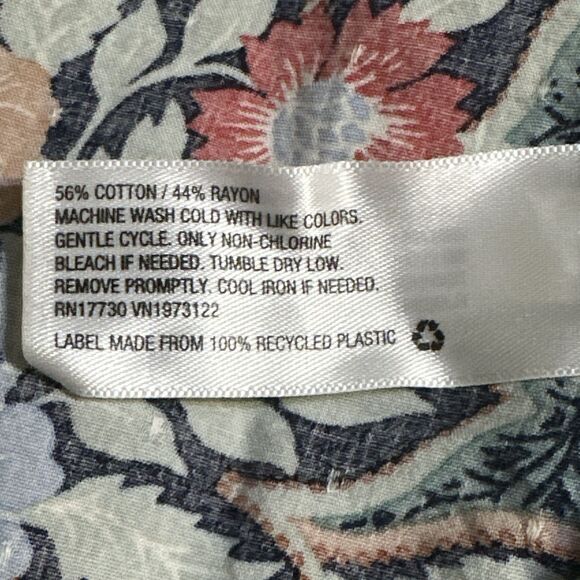 56% COTTON / 44% RAYON
MACHINE WASH COLD WITH LIKE COLORS.
GENTLE CYCLE. ONLY NON-CHLORINE
BLEACH IF NEEDED. TUMBLE DRY LOW.
REMOVE PROMPTLY. COOL IRON IF NEEDED.
RN17730 VN1973122
LABEL MADE FROM 100% RECYCLED PLASTIC